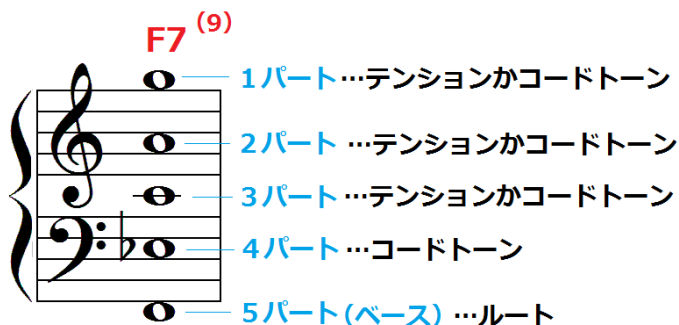 F7（9）
1パート…テンションかコードトーン
2パート…テンションかコードトーン
3パート…テンションかコードトーン
4パート…コードトーン
5パート（ベース）…ルート